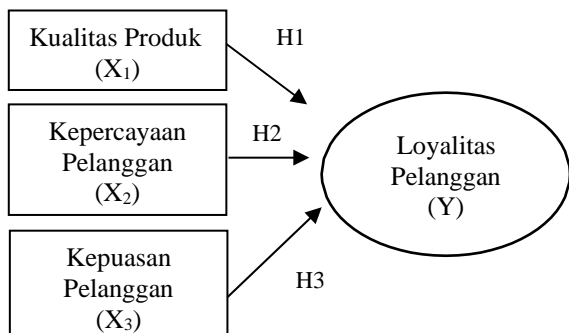 Kualitas Produk
(X₁)
H1
Kepercayaan
Pelanggan
(X₂)
H2
Loyalitas
Pelanggan
(Y)
Kepuasan
Pelanggan
(X₃)
H3